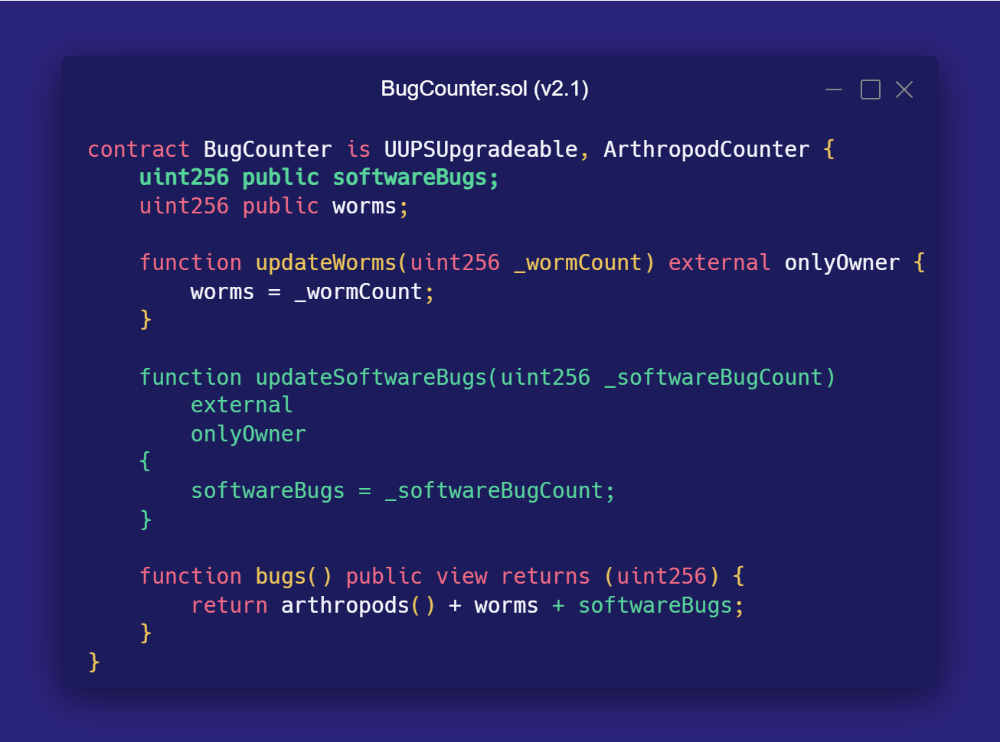 BugCounter.sol (v2.1)
contract BugCounter is UUPSUpgradeable, ArthropodCounter {
uint256 public softwareBugs;
uint256 public worms;
function updateWorms(uint256 _wormCount) external onlyOwner {
worms = _wormCount;
}
function updateSoftwareBugs(uint256 _softwareBugCount)
external
onlyOwner
{
softwareBugs = _softwareBugCount;
}
function bugs() public view returns (uint256) {
return arthropods() + worms + softwareBugs;
}
}